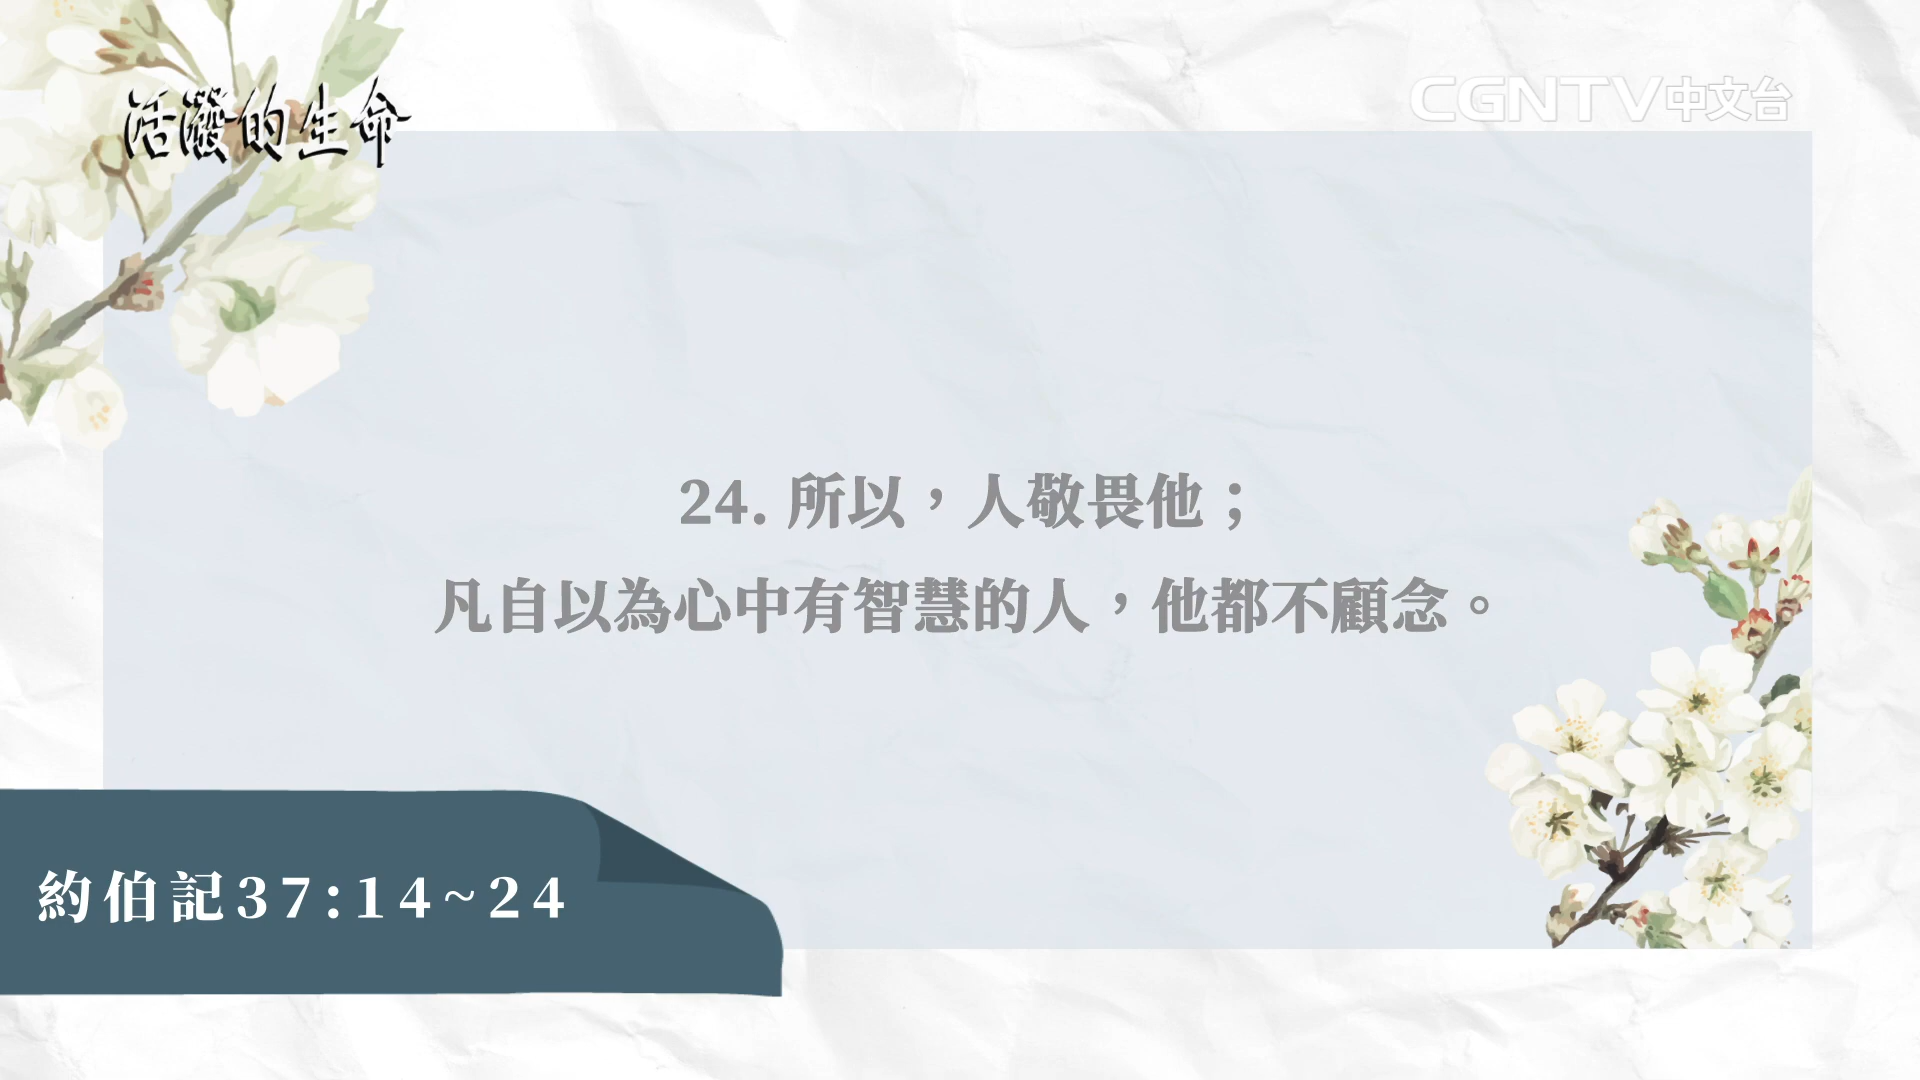 活潑的生命
CGNTV中文台
24. 所以，人敬畏他；
凡自以為心中有智慧的人，他都不顧念。
約伯記37:14~24